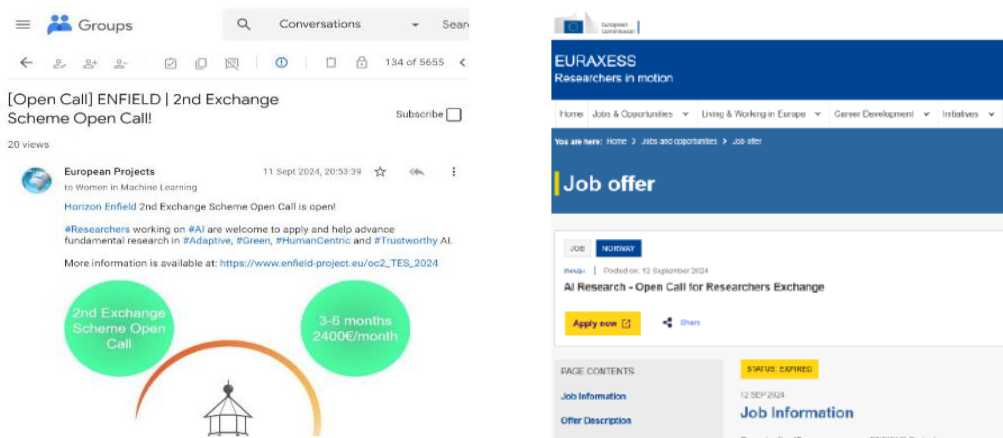 Groups
Conversations
Sear
134 of 5655
[Open Call] ENFIELD | 2nd Exchange
Scheme Open Call!
Subscribe
20 views
European Projects
11 Sept 2024, 20:53:39
to Women in Machine Learning
Horizon Enfield 2nd Exchange Scheme Open Call is open!
#Researchers working on #AI are welcome to apply and help advance
fundamental research in #Adaptive, #Green, #HumanCentric and #Trustworthy AI.
More information is available at: https://www.enfield-project.eu/oc2_TES_2024
2nd Exchange
Scheme Open
Call
3-6 months
2400€/month
European
Commission
EURAXESS
Researchers in motion
Home Jobs & Opportunities Living & Working in Europe Career Development Initiatives
You are here: Home > Jobs and opportunities > Job offer
Job offer
JOB NORWAY
Posted on: 12 September 2024
AI Research - Open Call for Researchers Exchange
Apply now
Share
PAGE CONTENTS
Job Information
Offer Description
STATUS: EXPIRED
12 SEP 2024
Job Information